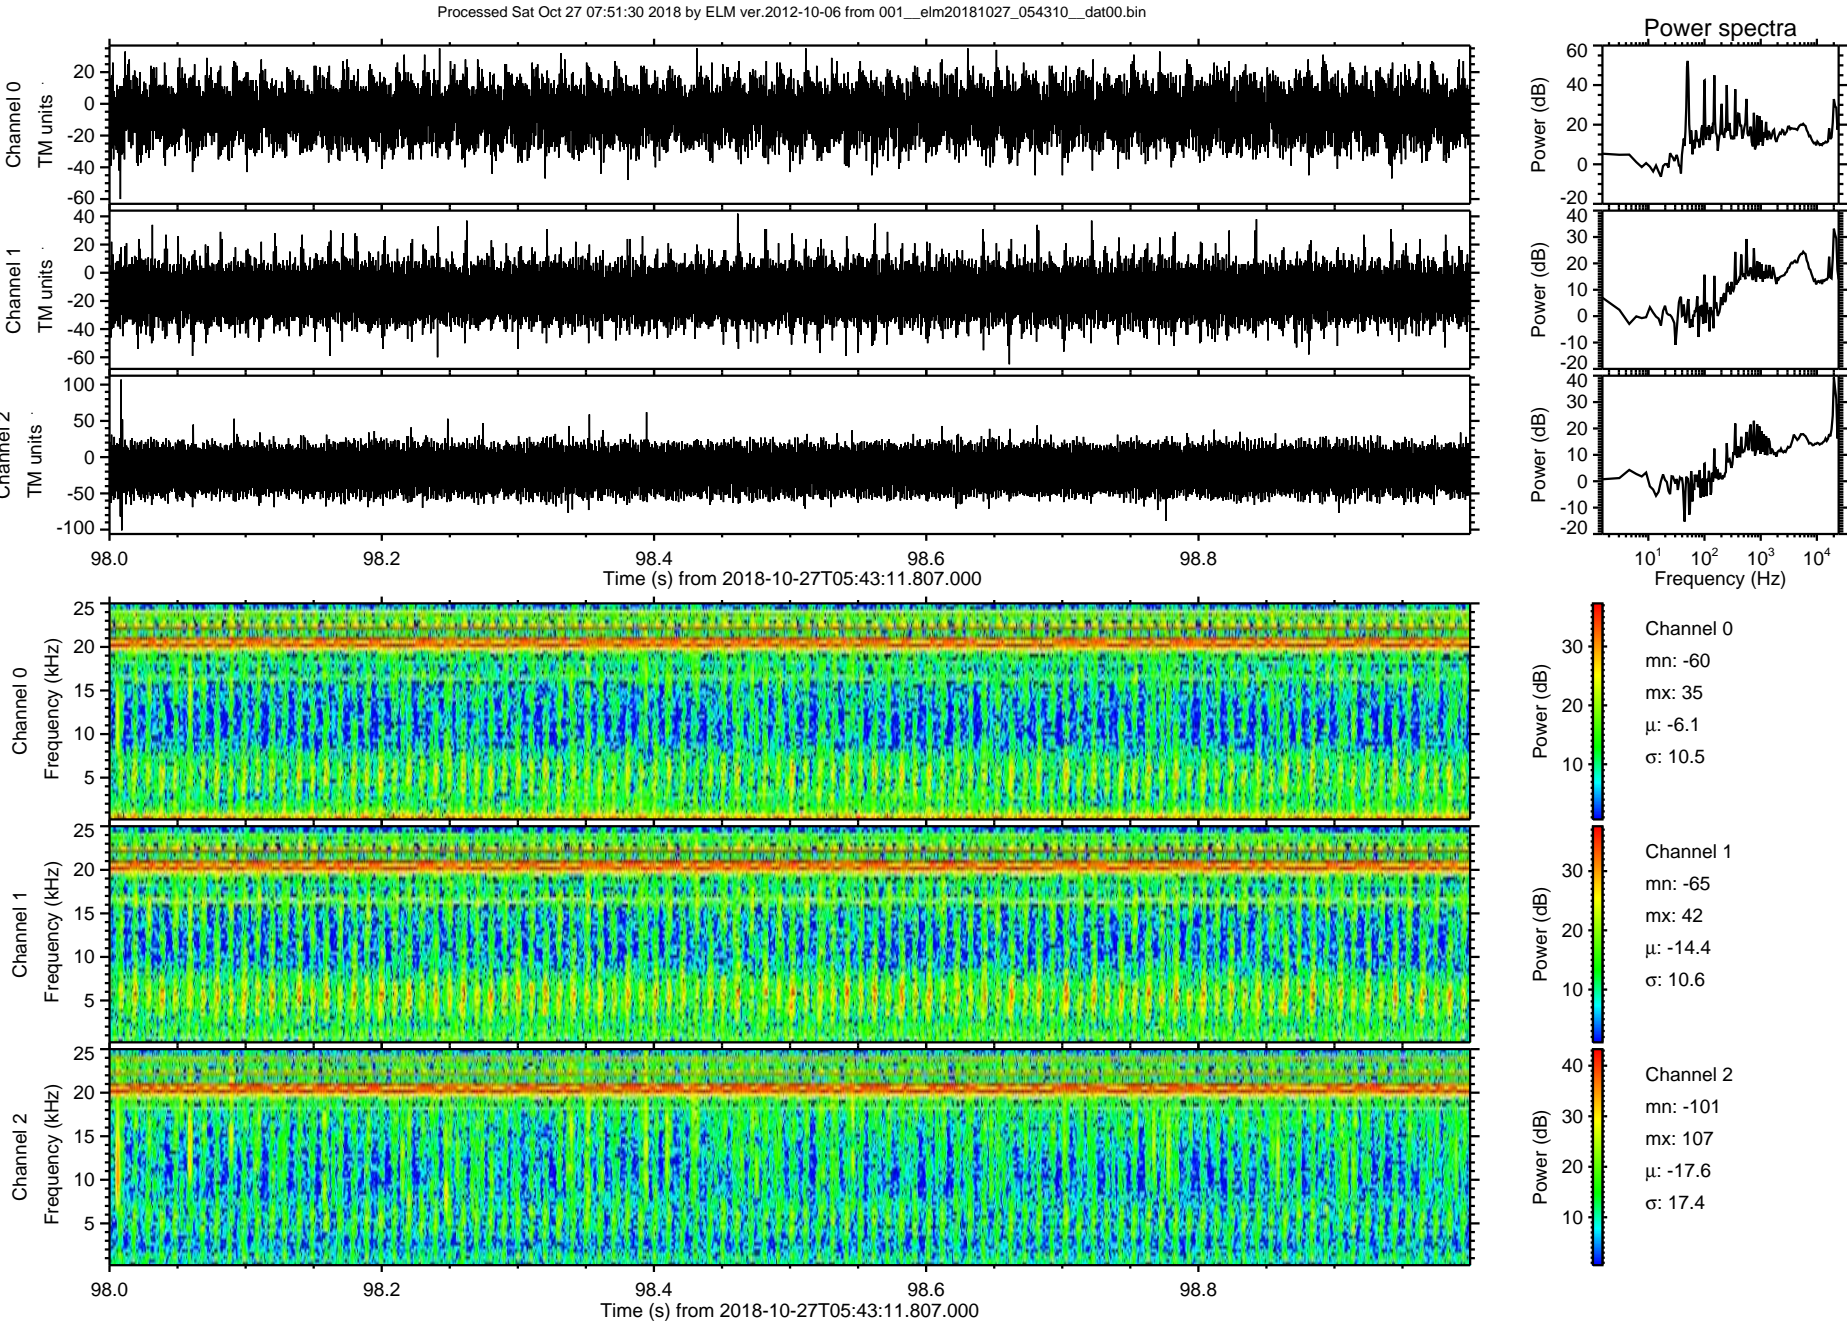 Processed Sat Oct 27 07:51:30 2018 by ELM ver.2012-10-06 from 001__elm20181027_054310__dat00.bin
Power spectra
Channel 0
TM units
20
0
-20
-40
-60
Power (dB)
60
40
20
0
-20
Channel 1
TM units
40
20
0
-20
-40
-60
Power (dB)
40
30
20
10
0
-10
-20
Channel 2
TM units
100
50
0
-50
-100
Power (dB)
40
30
20
10
0
-10
-20
98.0 98.2 98.4 98.6 98.8
Time (s) from 2018-10-27T05:43:11.807.000
10¹ 10² 10³ 10⁴
Frequency (Hz)
Channel 0
Frequency (kHz)
25
20
15
10
5
Power (dB)
30
20
10
Channel 0
mn: -60
mx: 35
μ: -6.1
σ: 10.5
Channel 1
Frequency (kHz)
25
20
15
10
5
Power (dB)
30
20
10
Channel 1
mn: -65
mx: 42
μ: -14.4
σ: 10.6
Channel 2
Frequency (kHz)
25
20
15
10
5
Power (dB)
40
30
20
10
Channel 2
mn: -101
mx: 107
μ: -17.6
σ: 17.4
98.0 98.2 98.4 98.6 98.8
Time (s) from 2018-10-27T05:43:11.807.000